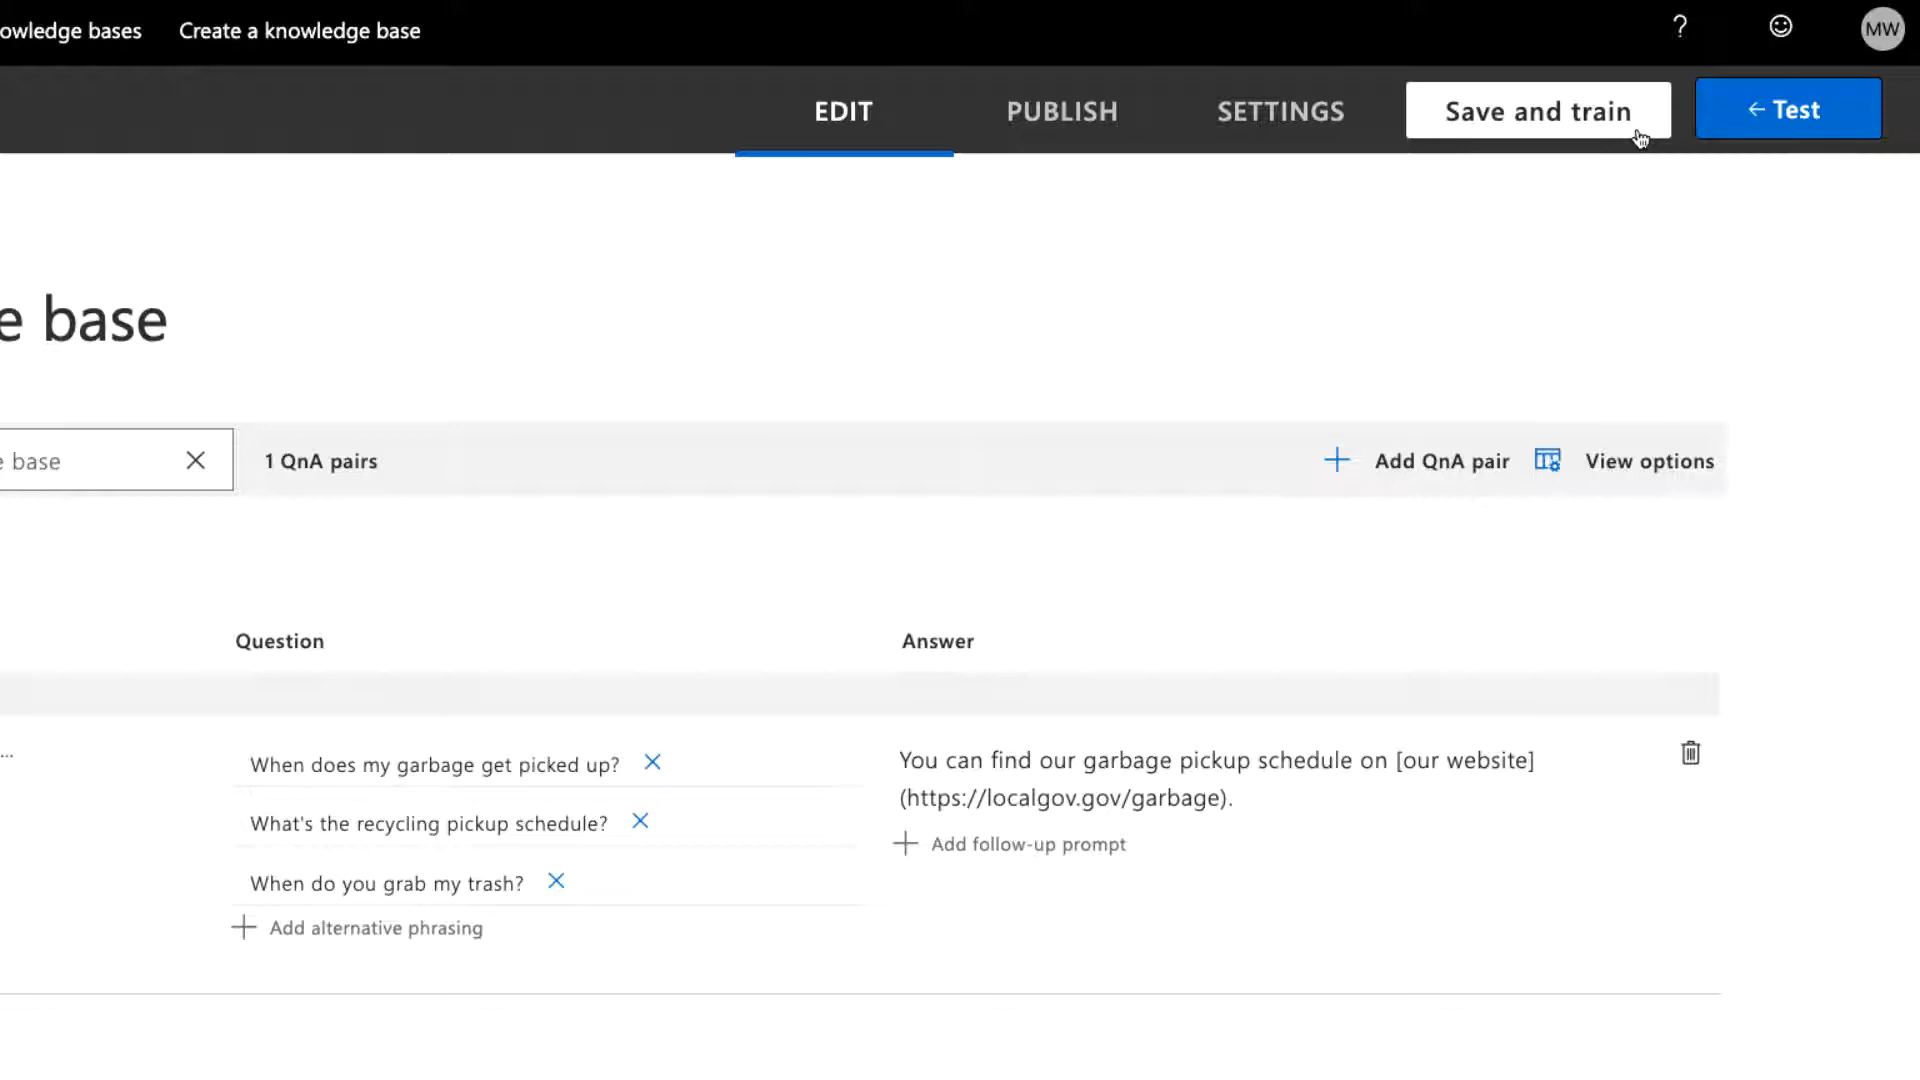 owledge bases Create a knowledge base ? MW
EDIT PUBLISH SETTINGS Save and train ← Test
e base
e base 1 QnA pairs + Add QnA pair View options
Question Answer
...
When does my garbage get picked up?
What's the recycling pickup schedule?
When do you grab my trash?
+ Add alternative phrasing
You can find our garbage pickup schedule on [our website]
(https://localgov.gov/garbage).
+ Add follow-up prompt